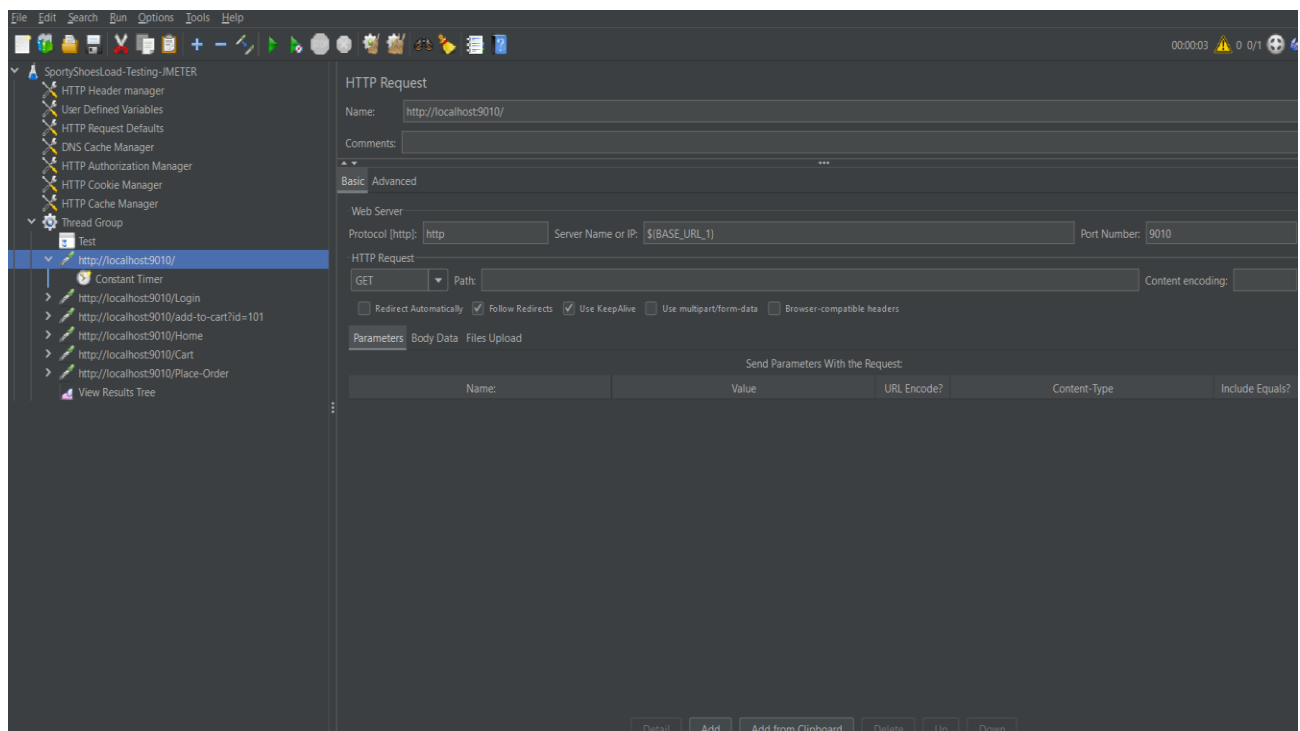 File Edit Search Run Options Tools Help
00:00:03 0 0/1
SportyShoesLoad-Testing-JMETER
HTTP Header manager
User Defined Variables
HTTP Request Defaults
DNS Cache Manager
HTTP Authorization Manager
HTTP Cookie Manager
HTTP Cache Manager
Thread Group
Test
http://localhost:9010/
Constant Timer
http://localhost:9010/Login
http://localhost:9010/add-to-cart?id=101
http://localhost:9010/Home
http://localhost:9010/Cart
http://localhost:9010/Place-Order
View Results Tree
HTTP Request
Name: http://localhost:9010/
Comments:
Basic Advanced
Web Server
Protocol [http]: http Server Name or IP: ${BASE_URL_1} Port Number: 9010
HTTP Request
GET Path: Content encoding:
Redirect Automatically Follow Redirects Use KeepAlive Use multipart/form-data Browser-compatible headers
Parameters Body Data Files Upload
Send Parameters With the Request:
Name: Value URL Encode? Content-Type Include Equals?
Detail Add Add from Clipboard Delete Up Down